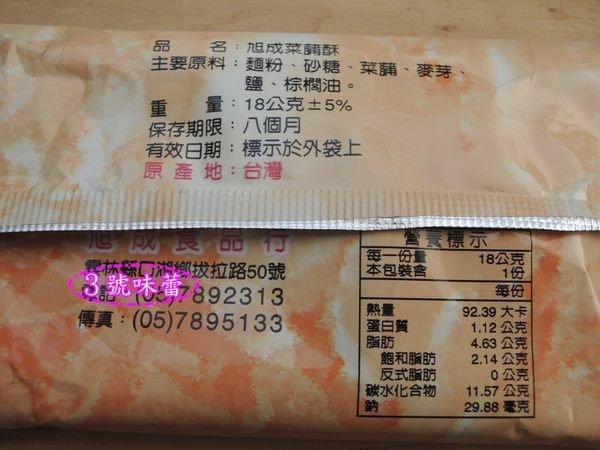 品名：旭成菜蒱酥
主要原料：麵粉、砂糖、菜蒱、麥芽、
鹽、棕櫚油。
重量：18公克±5%
保存期限：八個月
有效日期：標示於外袋上
原產地：台灣
旭成食品行
雲林縣口湖鄉拔拉路50號
3號味蕾
(05)7892313
傳真：(05)7895133
營養標示
每一份量 18公克
本包裝含 1份
每份
熱量 92.39 大卡
蛋白質 1.12 公克
脂肪 4.63 公克
飽和脂肪 2.14 公克
反式脂肪 0 公克
碳水化合物 11.57 公克
鈉 29.88 毫克